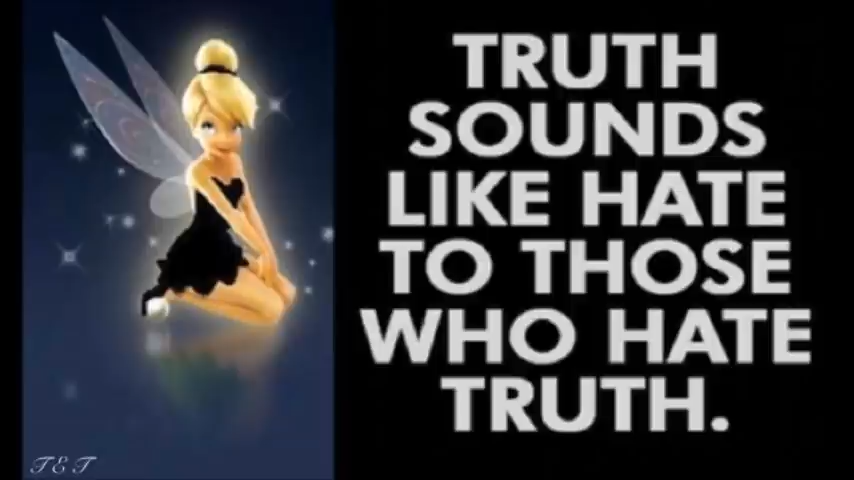 TRUTH
SOUNDS
LIKE HATE
TO THOSE
WHO HATE
TRUTH.
T&T